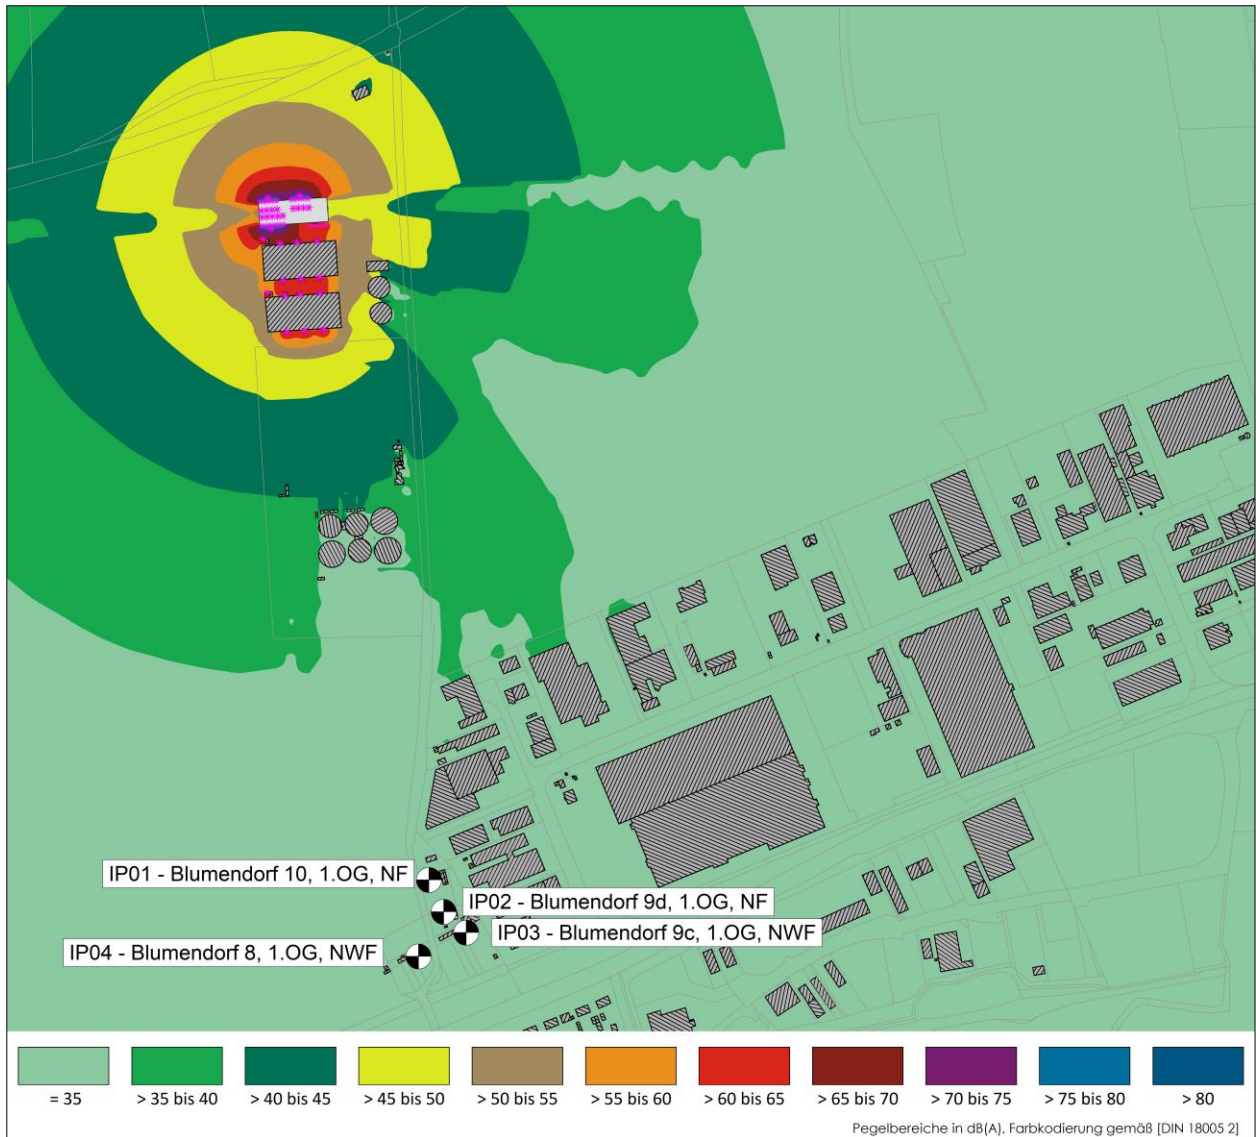 IP01 - Blumendorf 10, 1.OG, NF
IP02 - Blumendorf 9d, 1.OG, NF
IP03 - Blumendorf 9c, 1.OG, NWF
IP04 - Blumendorf 8, 1.OG, NWF
= 35
> 35 bis 40
> 40 bis 45
> 45 bis 50
> 50 bis 55
> 55 bis 60
> 60 bis 65
> 65 bis 70
> 70 bis 75
> 75 bis 80
> 80
Pegelbereiche in dB(A), Farbkodierung gemäß [DIN 18005 2]